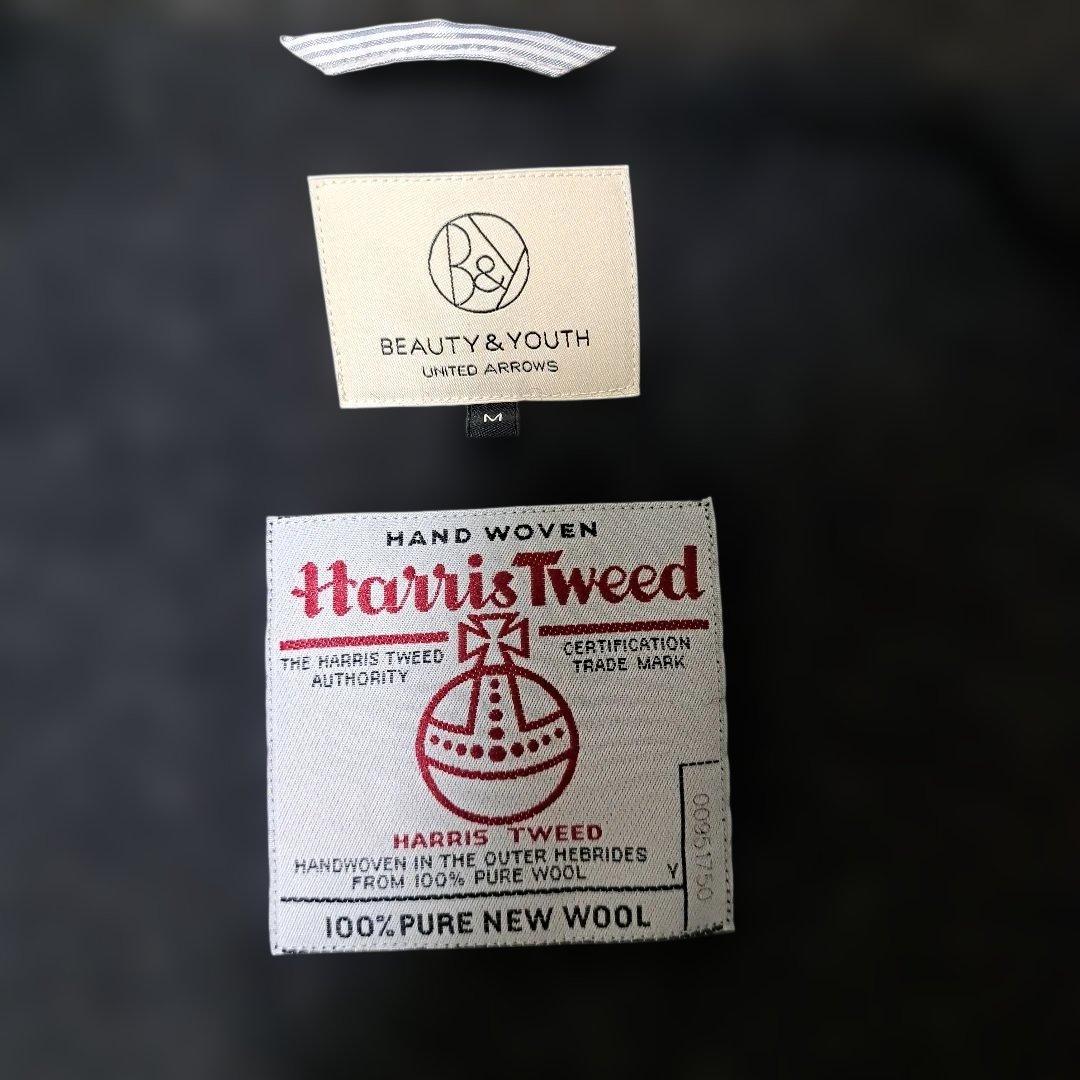 B&Y
BEAUTY & YOUTH
UNITED ARROWS
M
HAND WOVEN
Harris Tweed
THE HARRIS TWEED
AUTHORITY
CERTIFICATION
TRADE MARK
HARRIS TWEED
HANDWOVEN IN THE OUTER HEBRIDES
FROM 100% PURE WOOL
Y
100% PURE NEW WOOL